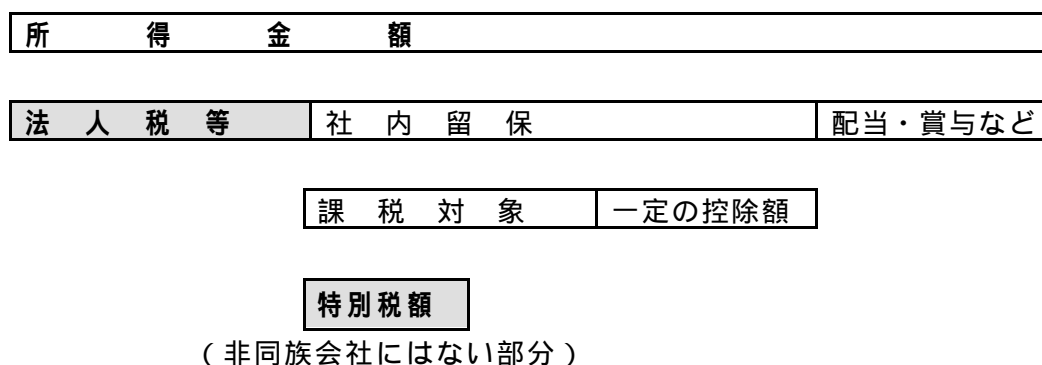 所得金額
法人税等 社内留保 配当・賞与など
課税対象 一定の控除額
特別税額
(非同族会社にはない部分)